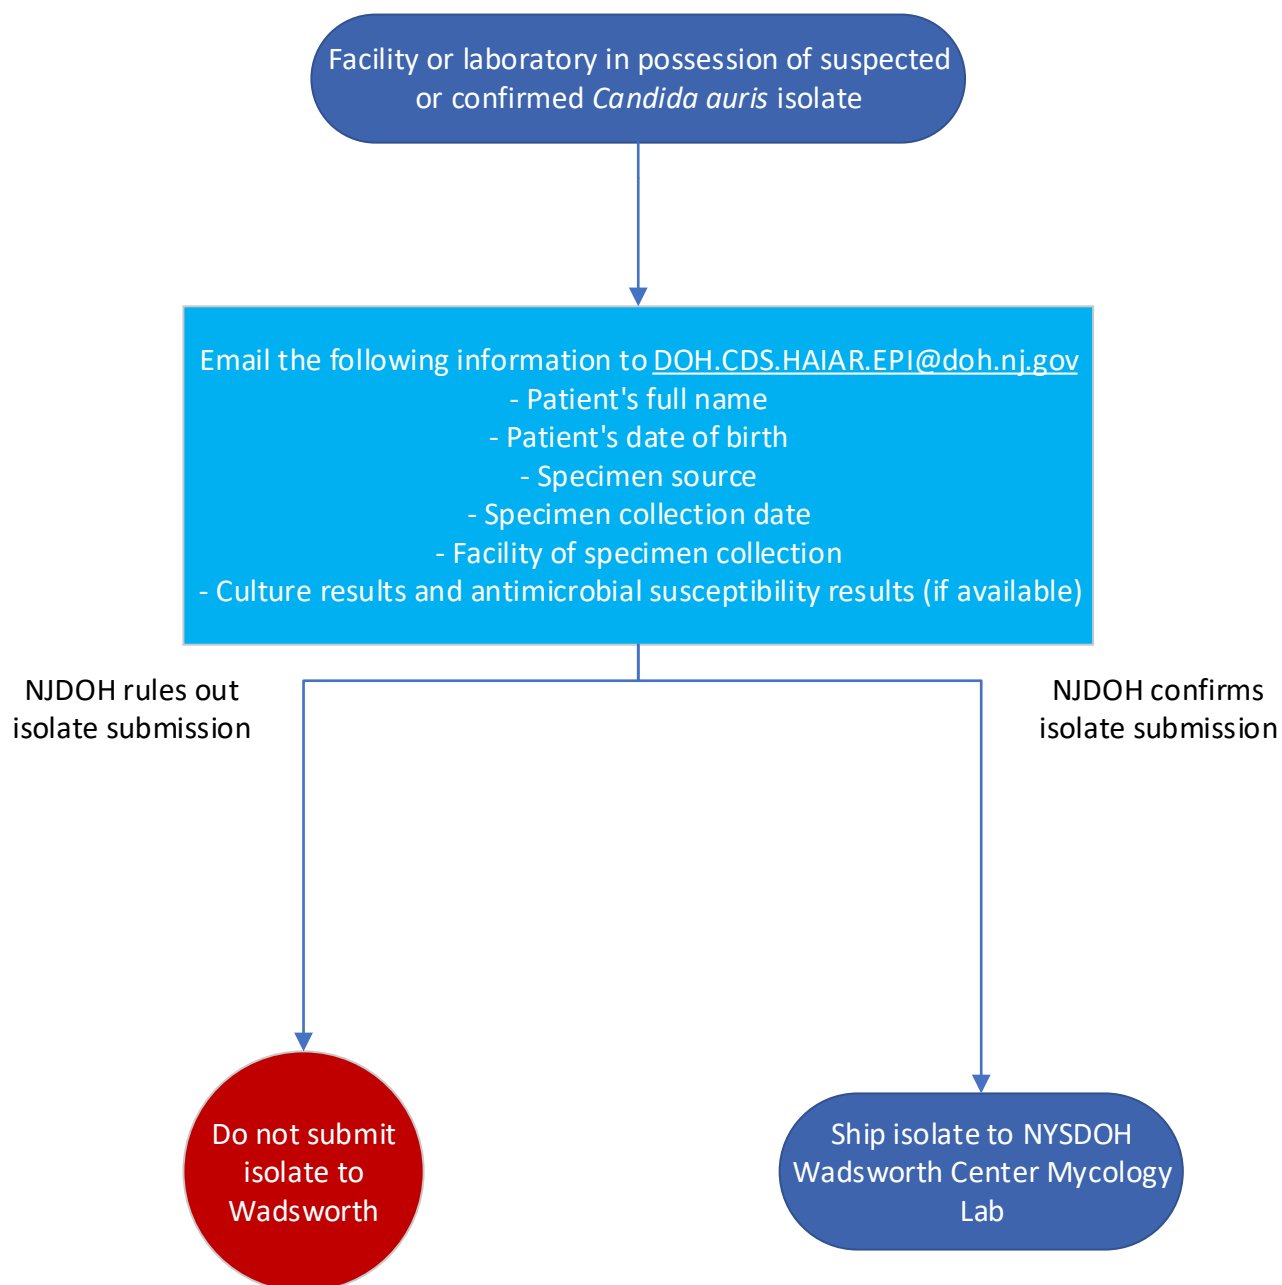 Facility or laboratory in possession of suspected
or confirmed Candida auris isolate
Email the following information to DOH.CDS.HAIAR.EPI@doh.nj.gov
- Patient's full name
- Patient's date of birth
- Specimen source
- Specimen collection date
- Facility of specimen collection
- Culture results and antimicrobial susceptibility results (if available)
NJDOH rules out
isolate submission
NJDOH confirms
isolate submission
Do not submit
isolate to
Wadsworth
Ship isolate to NYSDOH
Wadsworth Center Mycology
Lab